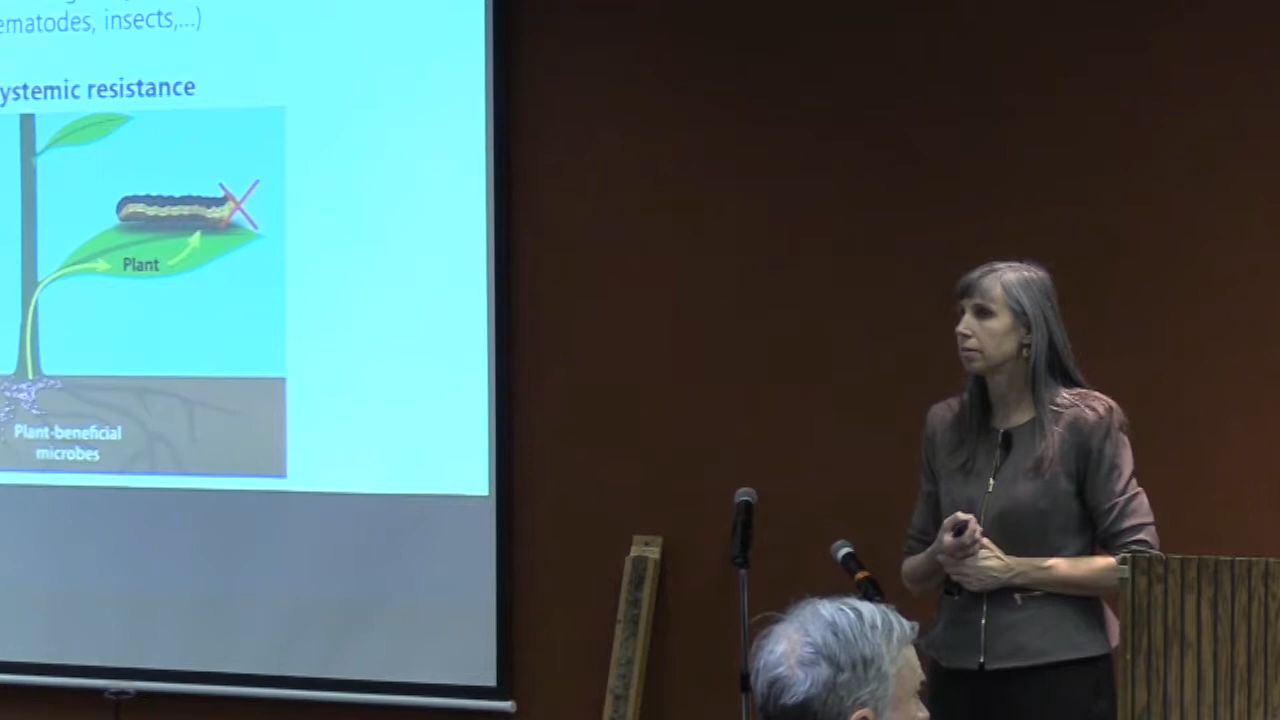 ematodes, insects,...)
ystemic resistance
Plant
Plant-beneficial
microbes